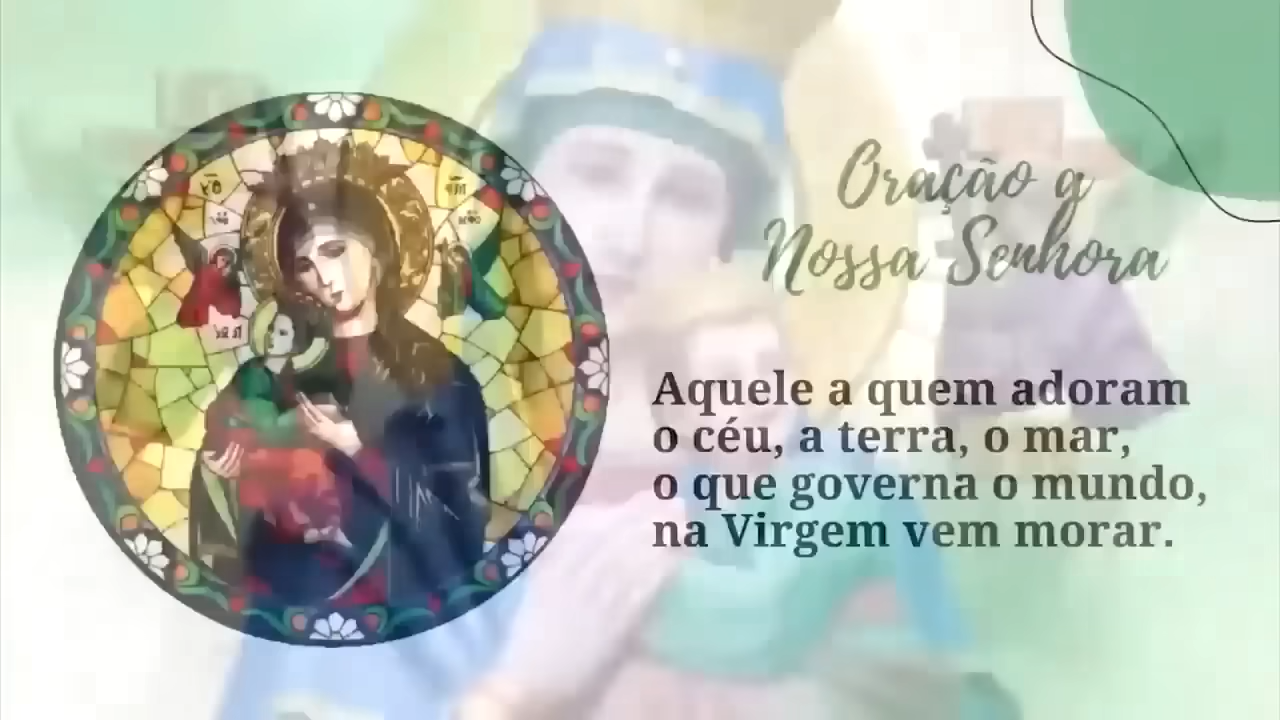 Oração a
Nossa Senhora
Aquele a quem adoram
o céu, a terra, o mar,
o que governa o mundo,
na Virgem vem morar.